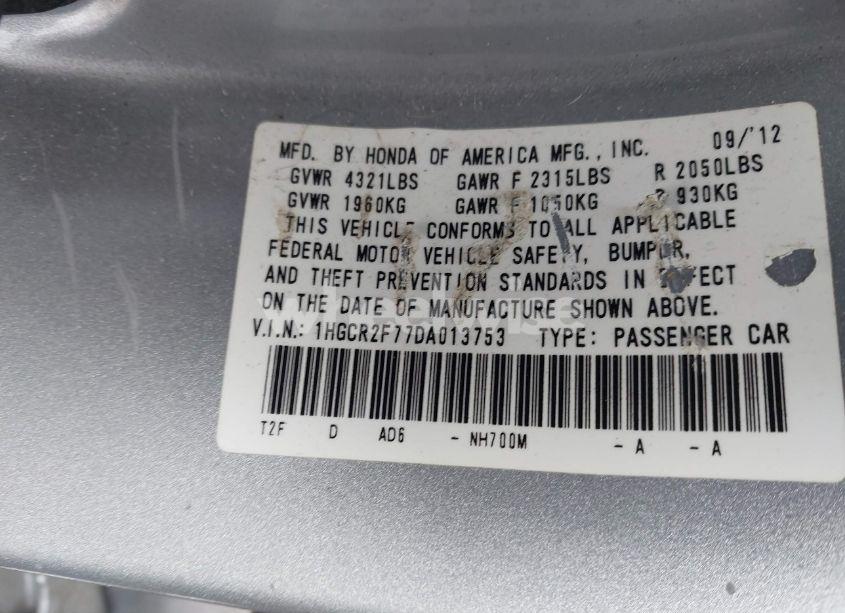 MFD. BY HONDA OF AMERICA MFG., INC. 09/'12
GVWR 4321LBS GAWR F 2315LBS R 2050LBS
GVWR 1960KG GAWR F 1050KG R 930KG
THIS VEHICLE CONFORMS TO ALL APPLICABLE
FEDERAL MOTOR VEHICLE SAFETY, BUMPER,
AND THEFT PREVENTION STANDARDS IN EFFECT
ON THE DATE OF MANUFACTURE SHOWN ABOVE.
V.I.N.: 1HGCR2F77DA013753 TYPE: PASSENGER CAR
T2F D AD6 - NH700M - A - A